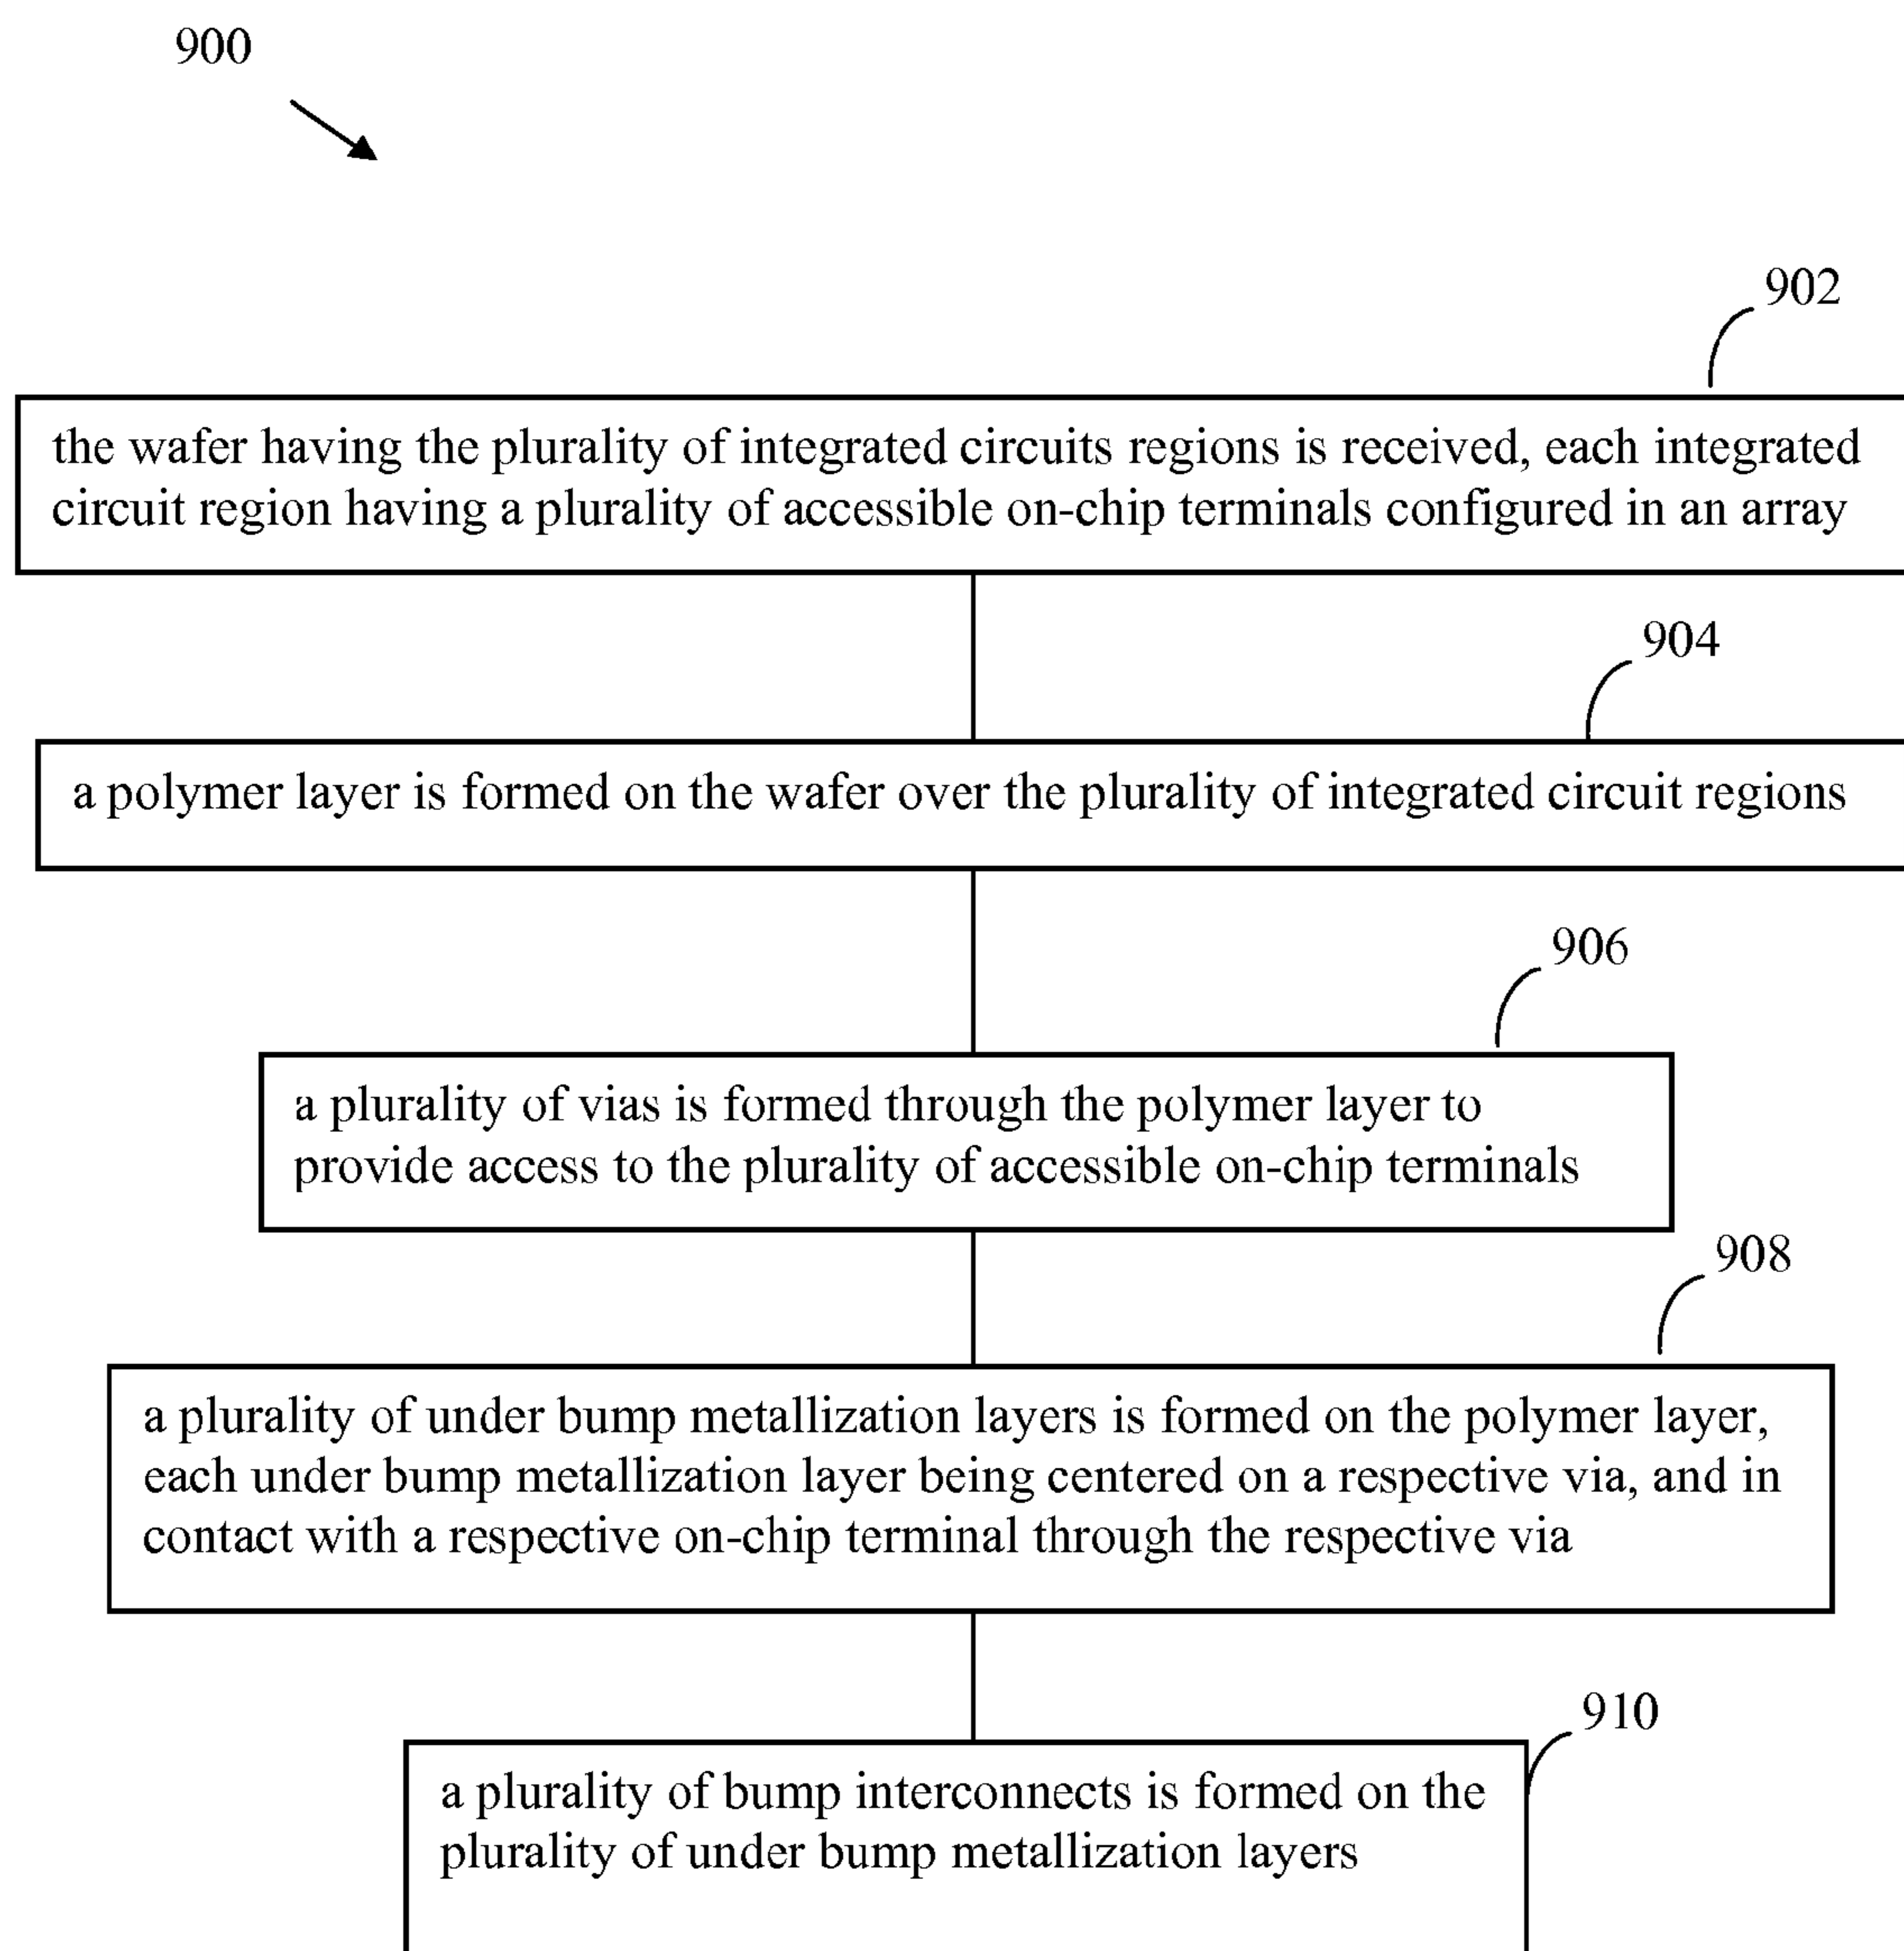 900
902
the wafer having the plurality of integrated circuits regions is received, each integrated
circuit region having a plurality of accessible on-chip terminals configured in an array
904
a polymer layer is formed on the wafer over the plurality of integrated circuit regions
906
a plurality of vias is formed through the polymer layer to
provide access to the plurality of accessible on-chip terminals
908
a plurality of under bump metallization layers is formed on the polymer layer,
each under bump metallization layer being centered on a respective via, and in
contact with a respective on-chip terminal through the respective via
910
a plurality of bump interconnects is formed on the
plurality of under bump metallization layers